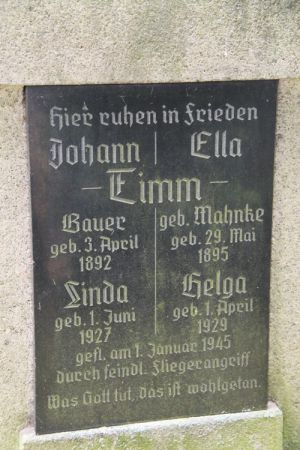 Hier ruhen in Frieden
Johann | Ella
– Timm –
Bauer geb. Mahnke
geb. 3. April geb. 29. Mai
1892 1895
Linda Helga
geb. 1. Juni geb. 1. April
1927 1929
gefl. am 1. Januar 1945
durch feindl. Fliegerangriff
Was Gott tut, das ist wohlgetan.